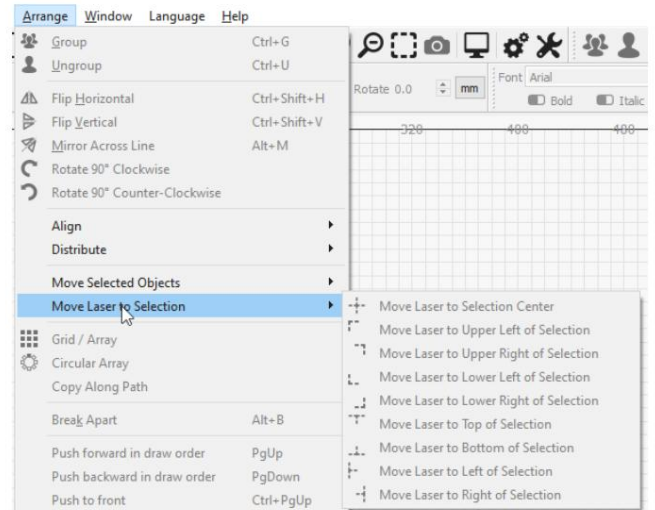 Arrange Window Language Help
Group Ctrl+G
Ungroup Ctrl+U
Flip Horizontal Ctrl+Shift+H
Flip Vertical Ctrl+Shift+V
Mirror Across Line Alt+M
Rotate 90° Clockwise
Rotate 90° Counter-Clockwise
Align
Distribute
Move Selected Objects
Move Laser to Selection
Grid / Array
Circular Array
Copy Along Path
Break Apart Alt+B
Push forward in draw order PgUp
Push backward in draw order PgDown
Push to front Ctrl+PgUp
Rotate 0.0 mm
Font Arial
Bold Italic
320 400 480
Move Laser to Selection Center
Move Laser to Upper Left of Selection
Move Laser to Upper Right of Selection
Move Laser to Lower Left of Selection
Move Laser to Lower Right of Selection
Move Laser to Top of Selection
Move Laser to Bottom of Selection
Move Laser to Left of Selection
Move Laser to Right of Selection